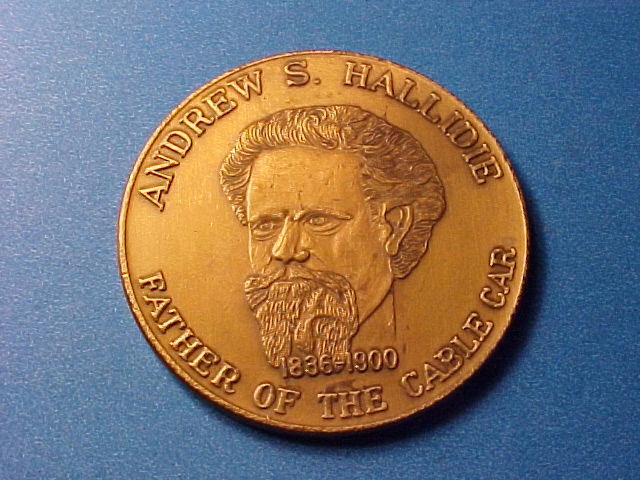 ANDREW S. HALLIDIE
1836-1900
FATHER OF THE CABLE CAR